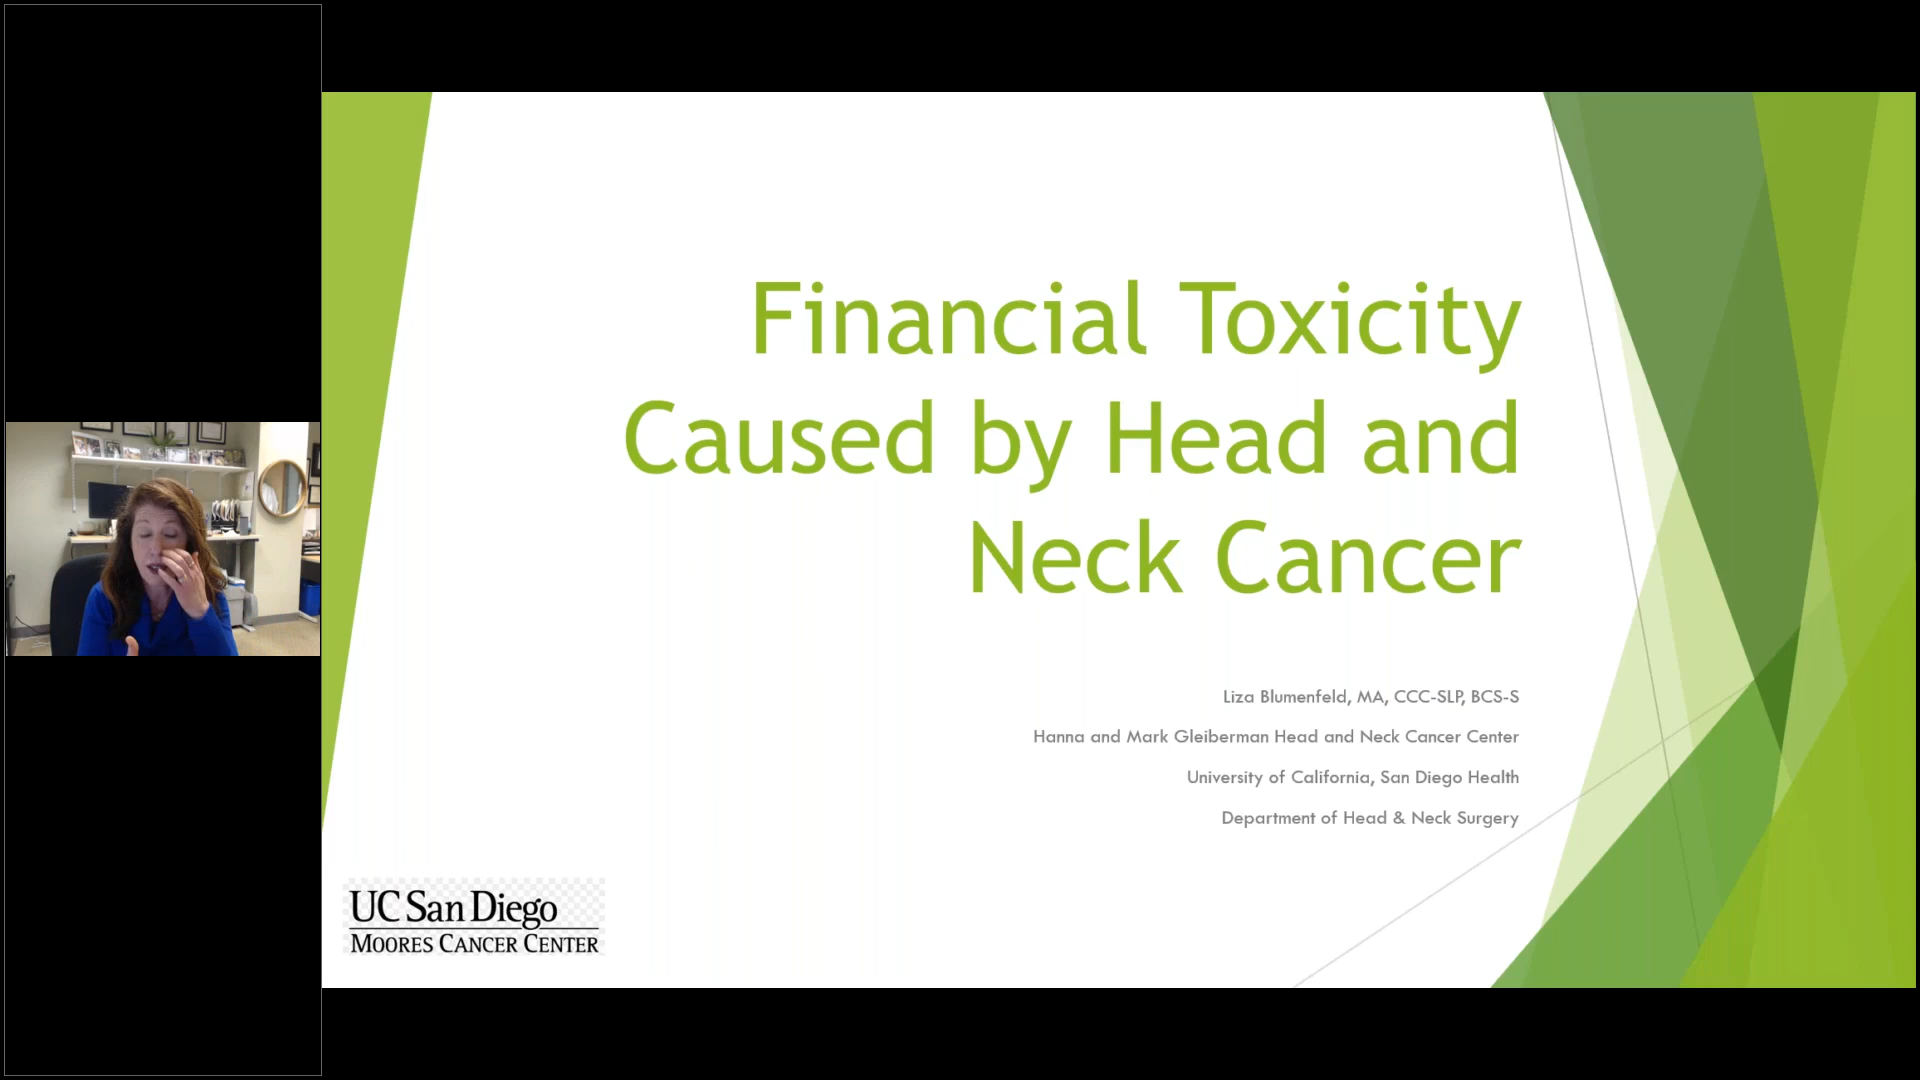 Financial Toxicity
Caused by Head and
Neck Cancer
Liza Blumenfeld, MA, CCC-SLP, BCS-S
Hanna and Mark Gleiberman Head and Neck Cancer Center
University of California, San Diego Health
Department of Head & Neck Surgery
UC San Diego
MOORES CANCER CENTER